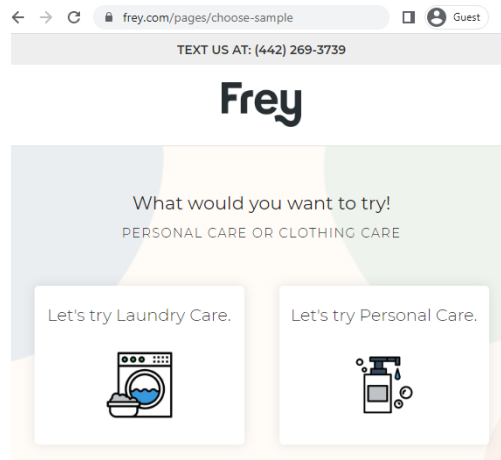 frey.com/pages/choose-sample
Guest
TEXT US AT: (442) 269-3739
Frey
What would you want to try!
PERSONAL CARE OR CLOTHING CARE
Let's try Laundry Care.
Let's try Personal Care.